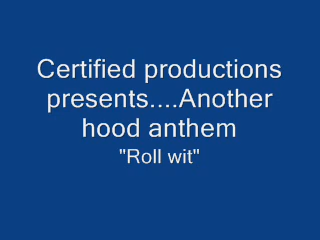 Certified productions
presents....Another
hood anthem
"Roll wit"